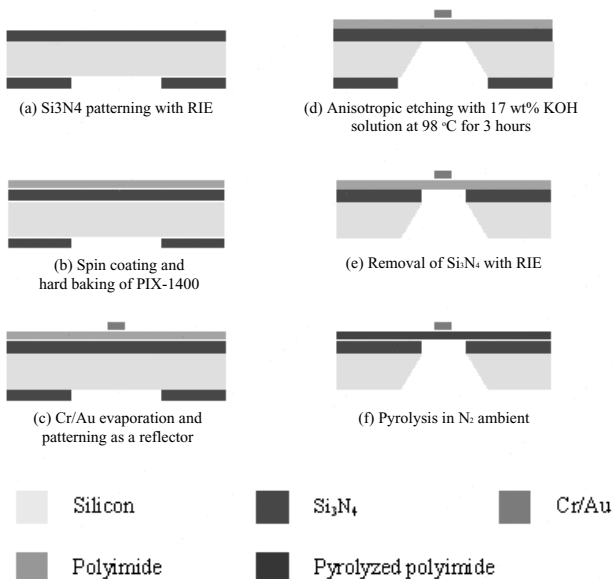 (a) Si3N4 patterning with RIE
(b) Spin coating and
hard baking of PIX-1400
(c) Cr/Au evaporation and
patterning as a reflector
(d) Anisotropic etching with 17 wt% KOH
solution at 98 °C for 3 hours
(e) Removal of Si₃N₄ with RIE
(f) Pyrolysis in N₂ ambient
Silicon
Si₃N₄
Cr/Au
Polyimide
Pyrolyzed polyimide